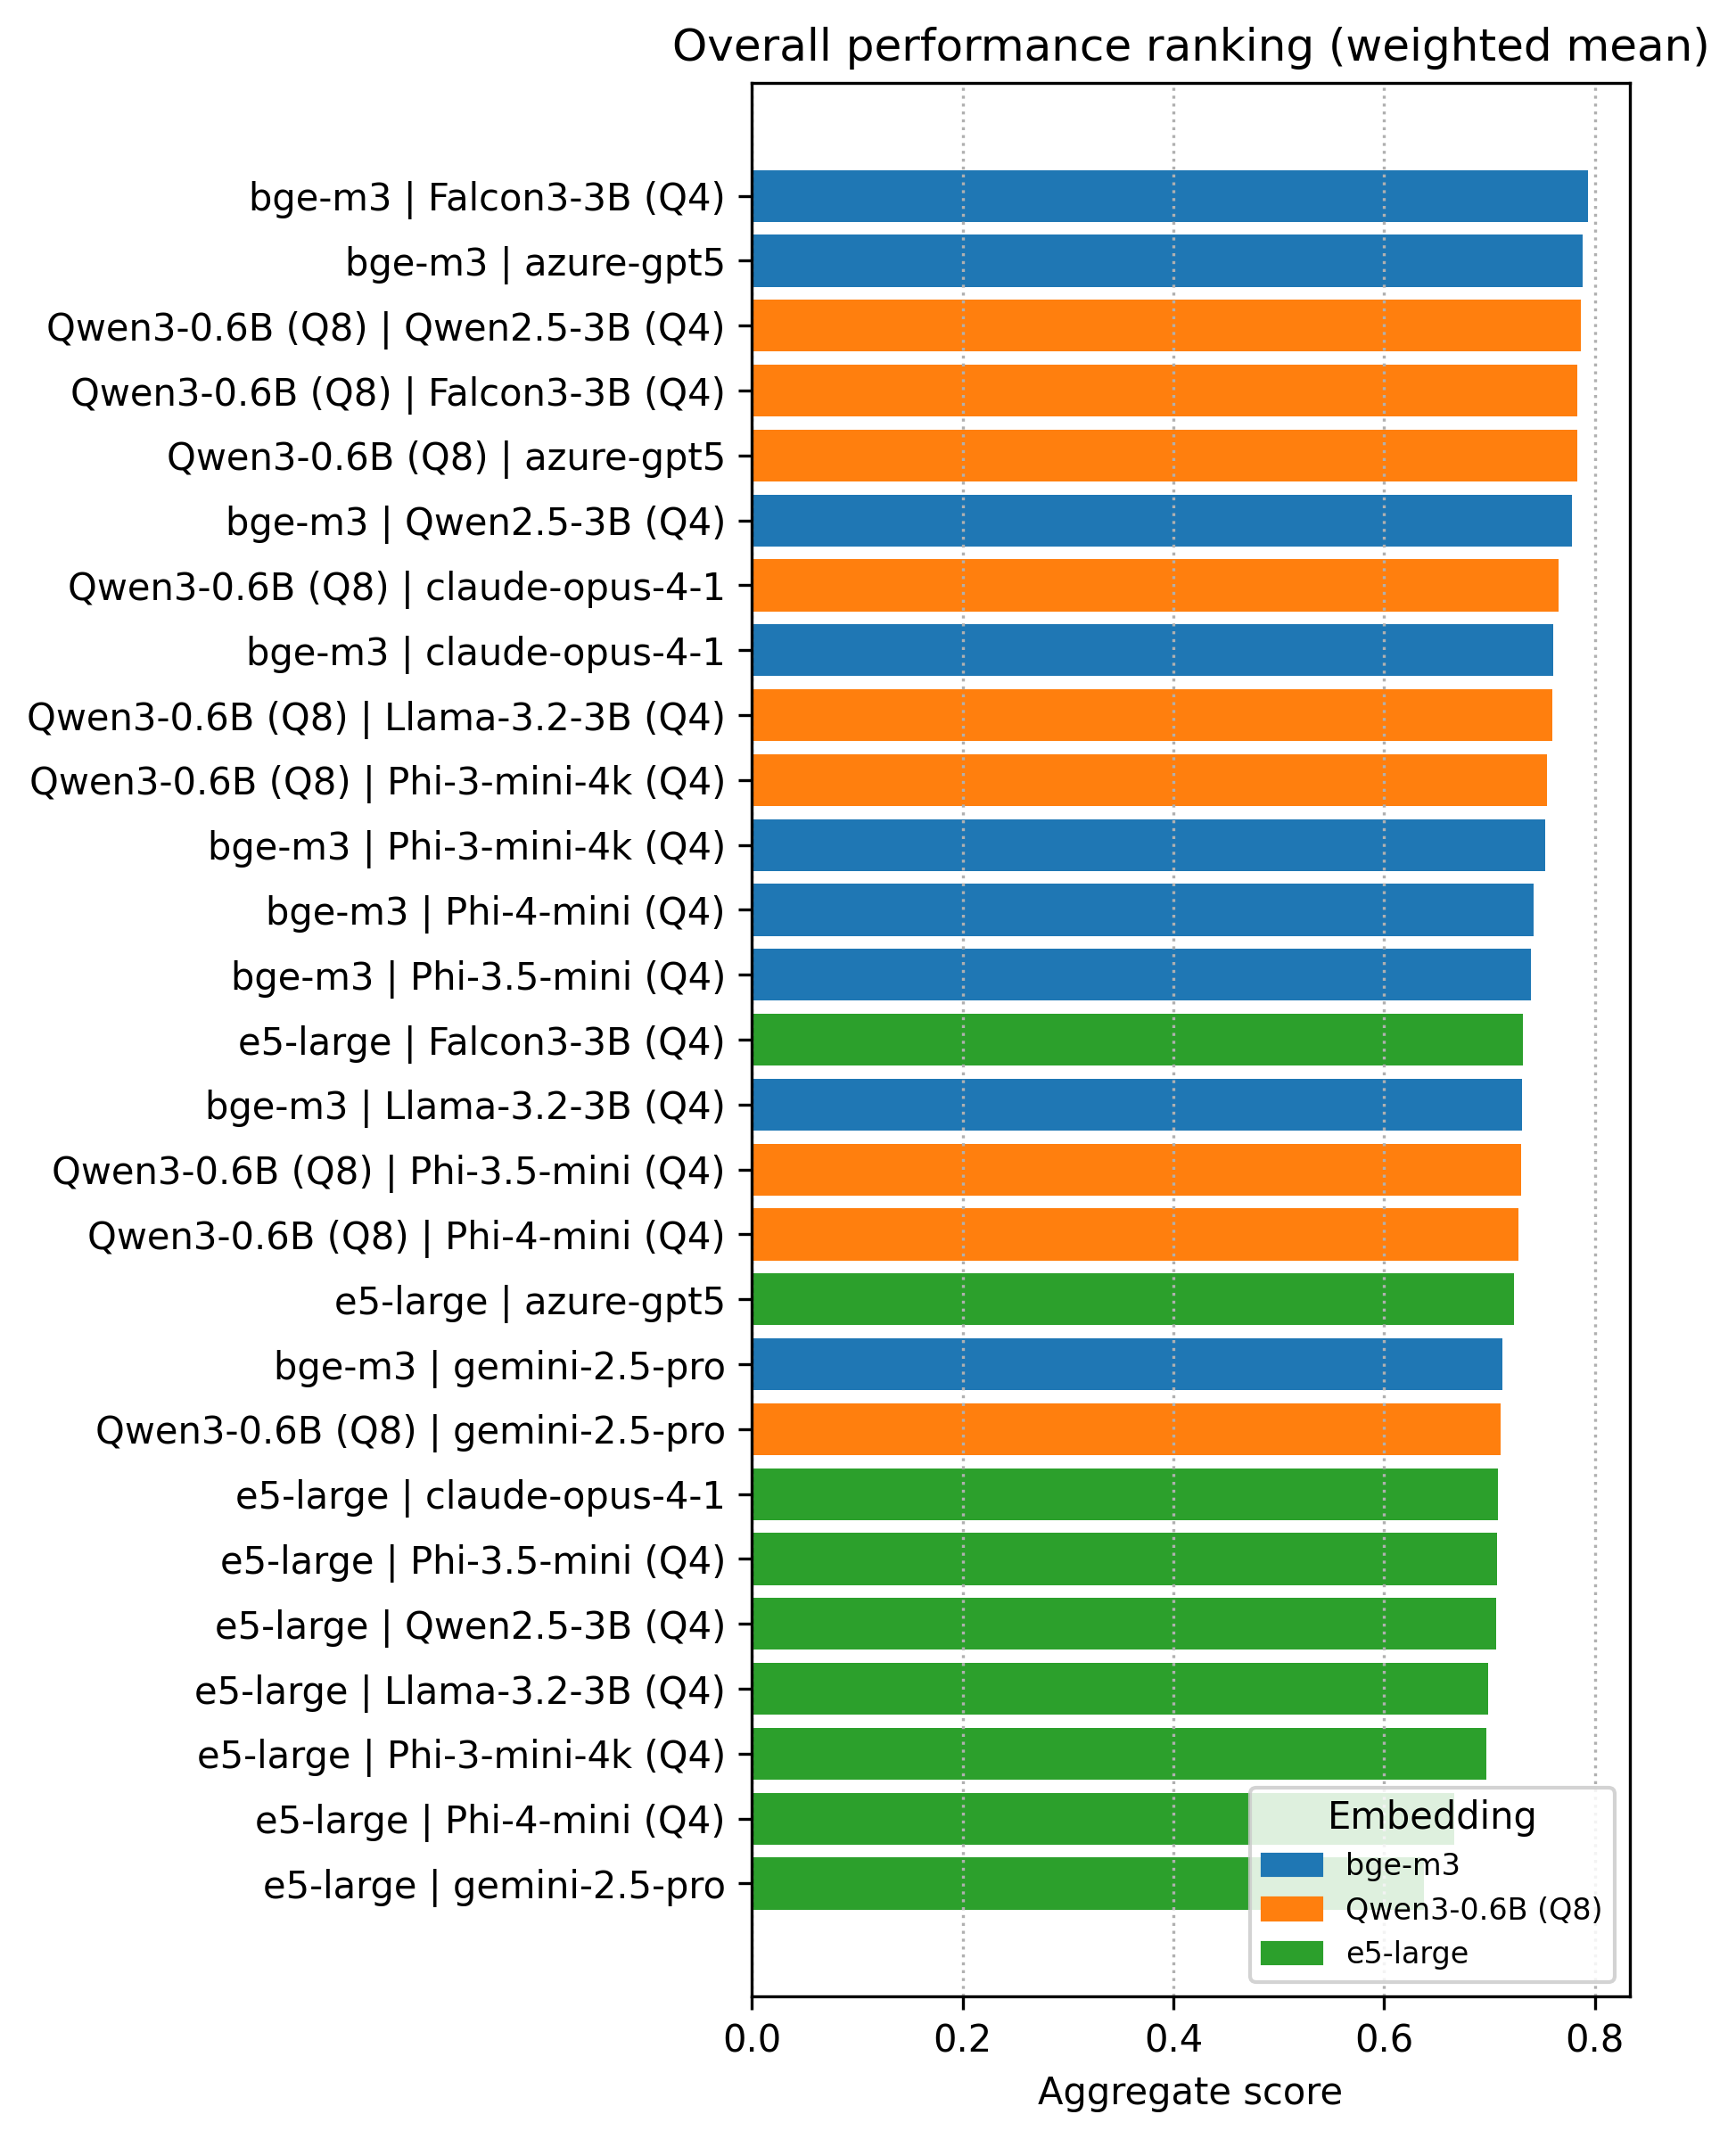 Overall performance ranking (weighted mean)
bge-m3 | Falcon3-3B (Q4)
bge-m3 | azure-gpt5
Qwen3-0.6B (Q8) | Qwen2.5-3B (Q4)
Qwen3-0.6B (Q8) | Falcon3-3B (Q4)
Qwen3-0.6B (Q8) | azure-gpt5
bge-m3 | Qwen2.5-3B (Q4)
Qwen3-0.6B (Q8) | claude-opus-4-1
bge-m3 | claude-opus-4-1
Qwen3-0.6B (Q8) | Llama-3.2-3B (Q4)
Qwen3-0.6B (Q8) | Phi-3-mini-4k (Q4)
bge-m3 | Phi-3-mini-4k (Q4)
bge-m3 | Phi-4-mini (Q4)
bge-m3 | Phi-3.5-mini (Q4)
e5-large | Falcon3-3B (Q4)
bge-m3 | Llama-3.2-3B (Q4)
Qwen3-0.6B (Q8) | Phi-3.5-mini (Q4)
Qwen3-0.6B (Q8) | Phi-4-mini (Q4)
e5-large | azure-gpt5
bge-m3 | gemini-2.5-pro
Qwen3-0.6B (Q8) | gemini-2.5-pro
e5-large | claude-opus-4-1
e5-large | Phi-3.5-mini (Q4)
e5-large | Qwen2.5-3B (Q4)
e5-large | Llama-3.2-3B (Q4)
e5-large | Phi-3-mini-4k (Q4)
e5-large | Phi-4-mini (Q4)
e5-large | gemini-2.5-pro
Embedding
bge-m3
Qwen3-0.6B (Q8)
e5-large
0.0 0.2 0.4 0.6 0.8
Aggregate score